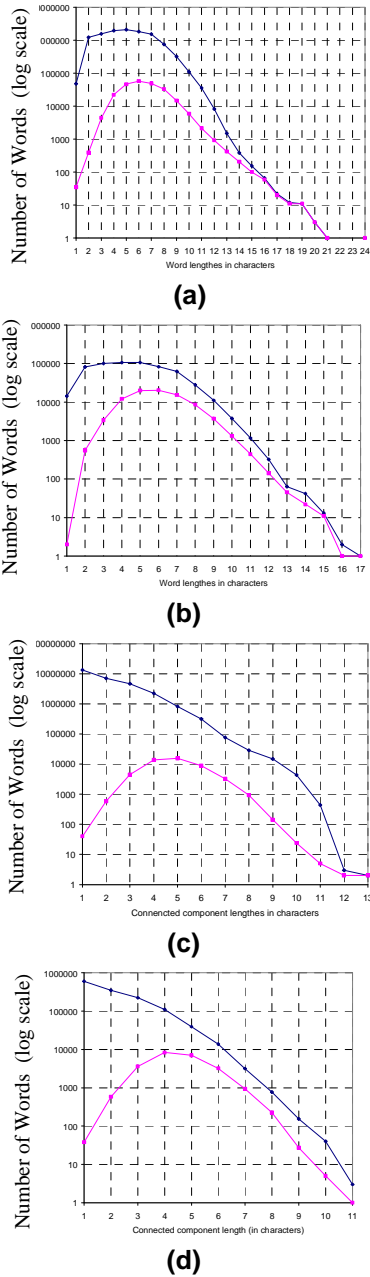 Number of Words (log scale)
0000000
1000000
100000
10000
1000
100
10
1
1 2 3 4 5 6 7 8 9 10 11 12 13 14 15 16 17 18 19 20 21 22 23 24
Word lengthes in characters
(a)
Number of Words (log scale)
000000
100000
10000
1000
100
10
1
1 2 3 4 5 6 7 8 9 10 11 12 13 14 15 16 17
Word lengthes in characters
(b)
Number of Words (log scale)
00000000
10000000
1000000
100000
10000
1000
100
10
1
1 2 3 4 5 6 7 8 9 10 11 12 13
Connencted component lengthes in characters
(c)
Number of Words (log scale)
1000000
100000
10000
1000
100
10
1
1 2 3 4 5 6 7 8 9 10 11
Connected component length (in characters)
(d)